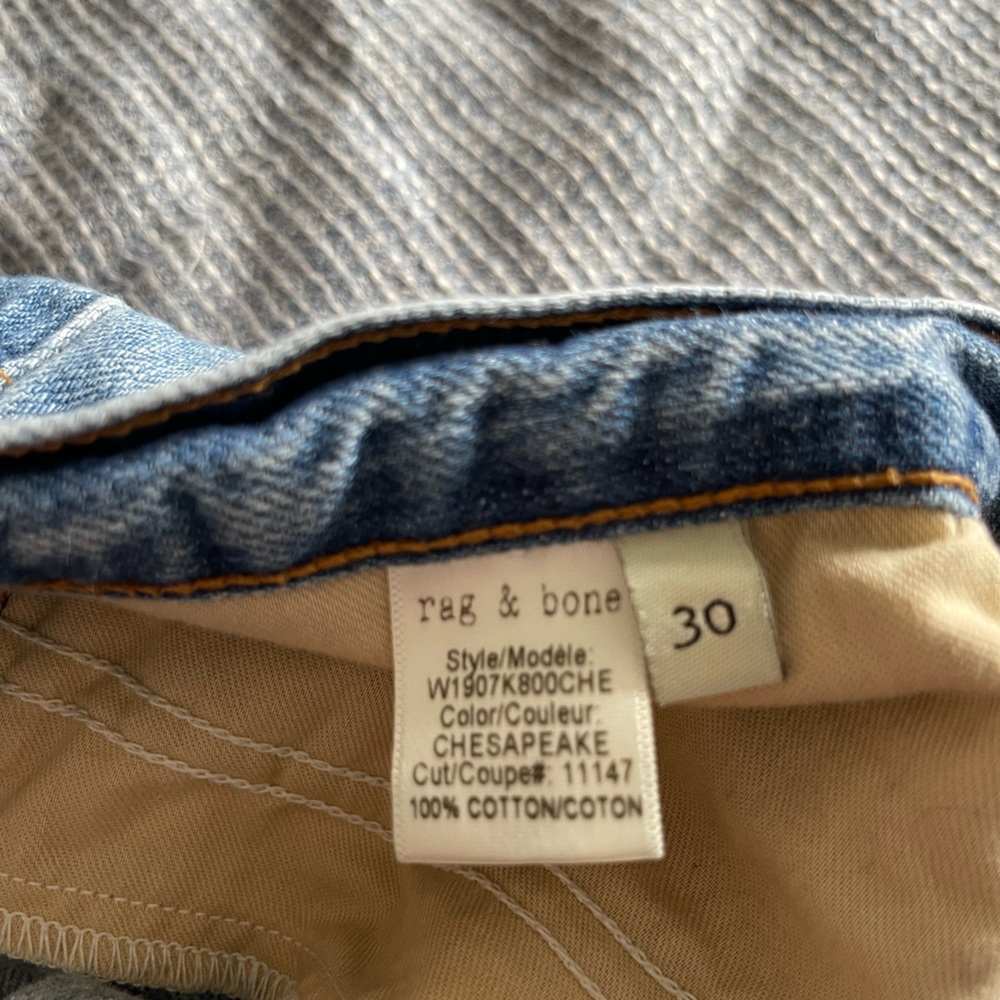 rag & bone
Style/Modèle:
W1907K800CHE
Color/Couleur:
CHESAPEAKE
Cut/Coupe#: 11147
100% COTTON/COTON
30